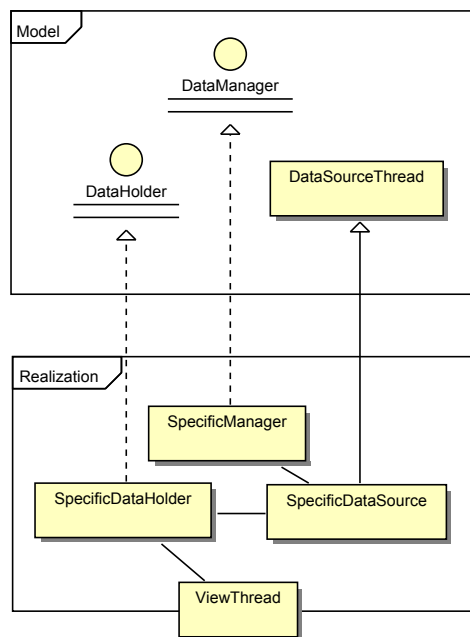 Model
DataManager
DataHolder
DataSourceThread
Realization
SpecificManager
SpecificDataHolder
SpecificDataSource
ViewThread